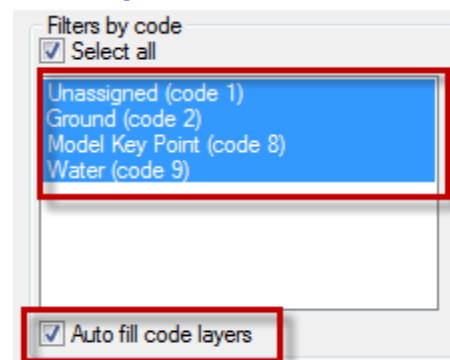 Filters by code
Select all
Unassigned (code 1)
Ground (code 2)
Model Key Point (code 8)
Water (code 9)
Auto fill code layers